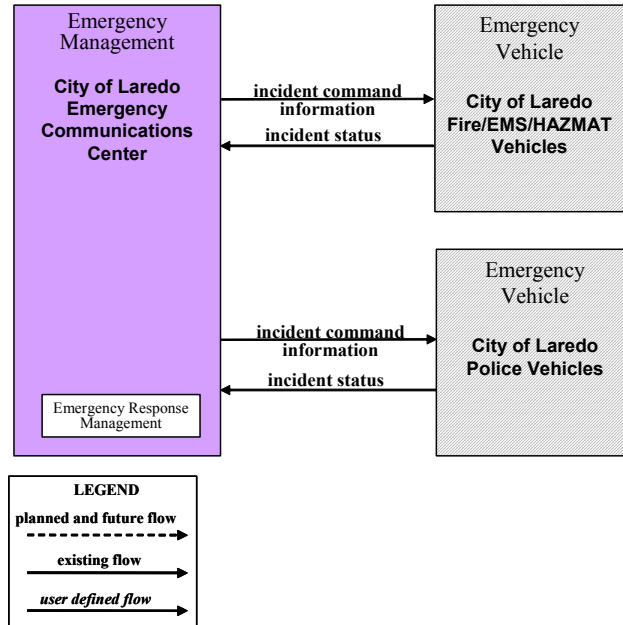 Emergency
Management
City of Laredo
Emergency
Communications
Center
incident command
information
incident status
Emergency
Vehicle
City of Laredo
Fire/EMS/HAZMAT
Vehicles
incident command
information
incident status
Emergency
Vehicle
City of Laredo
Police Vehicles
Emergency Response
Management
LEGEND
planned and future flow
existing flow
user defined flow